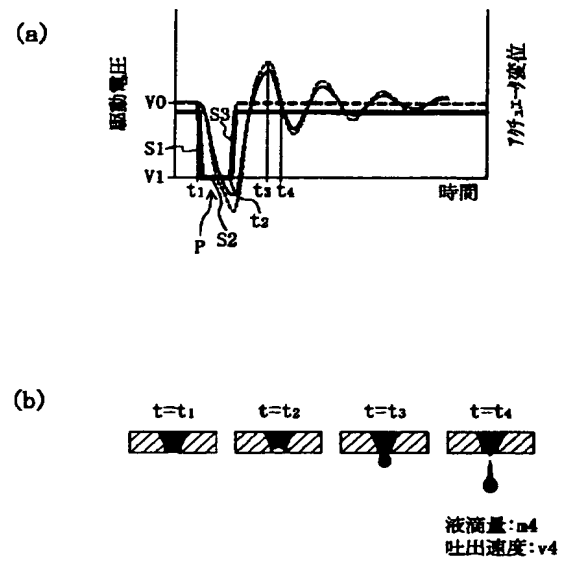 (a)
駆動電圧
アクチュエータ変位
V0
S3
S1
V1
t1
t3
t4
時間
t2
P
S2
(b)
t=t1
t=t2
t=t3
t=t4
液滴量:m4
吐出速度:v4